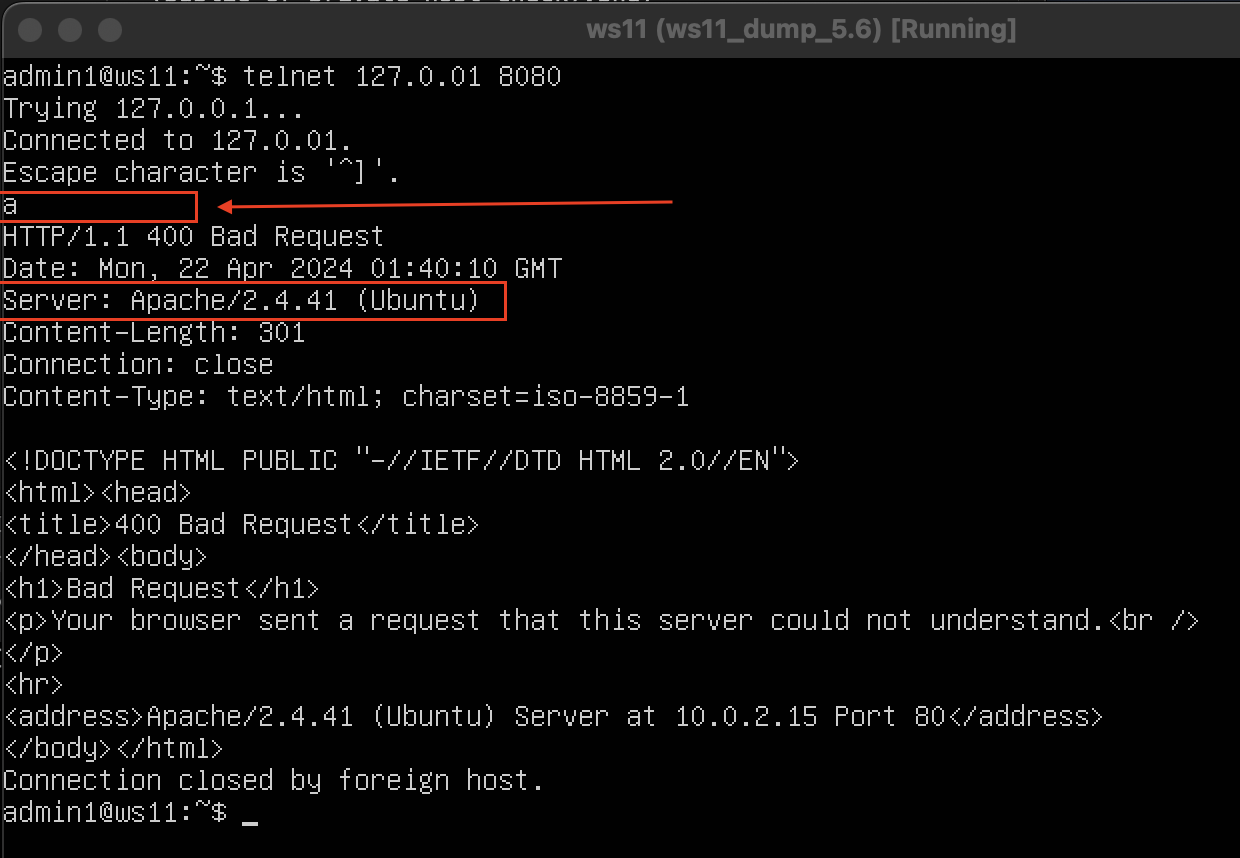 ws11 (ws11_dump_5.6) [Running]
admin1@ws11:~$ telnet 127.0.01 8080
Trying 127.0.0.1...
Connected to 127.0.01.
Escape character is '^]'.
a
HTTP/1.1 400 Bad Request
Date: Mon, 22 Apr 2024 01:40:10 GMT
Server: Apache/2.4.41 (Ubuntu)
Content-Length: 301
Connection: close
Content-Type: text/html; charset=iso-8859-1

<!DOCTYPE HTML PUBLIC "-//IETF//DTD HTML 2.0//EN">
<html><head>
<title>400 Bad Request</title>
</head><body>
<h1>Bad Request</h1>
<p>Your browser sent a request that this server could not understand.<br />
</p>
<hr>
<address>Apache/2.4.41 (Ubuntu) Server at 10.0.2.15 Port 80</address>
</body></html>
Connection closed by foreign host.
admin1@ws11:~$ _